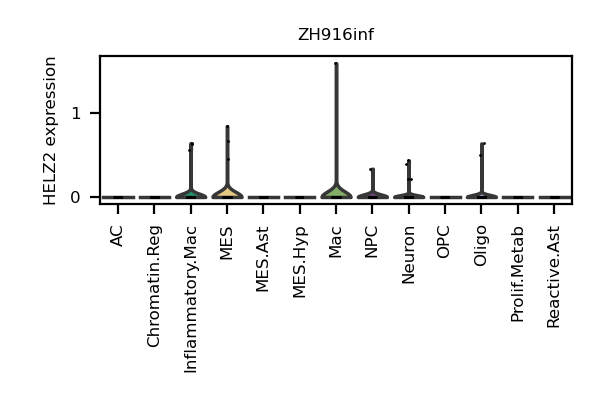 ZH916inf
HELZ2 expression
1
0
AC
Chromatin.Reg
Inflammatory.Mac
MES
MES.Ast
MES.Hyp
Mac
NPC
Neuron
OPC
Oligo
Prolif.Metab
Reactive.Ast